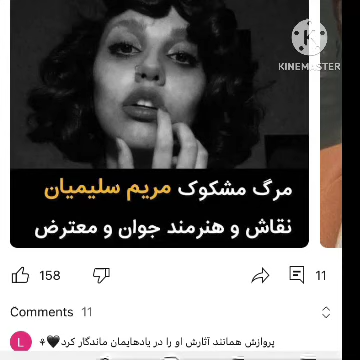 KINEMASTER
مرگ مشکوک مریم سلیمیان
نقاش و هنرمند جوان و معترض
158 11
Comments 11
L پروازش همانند آثارش او را در یادهایمان ماندگار کرد🖤⚘